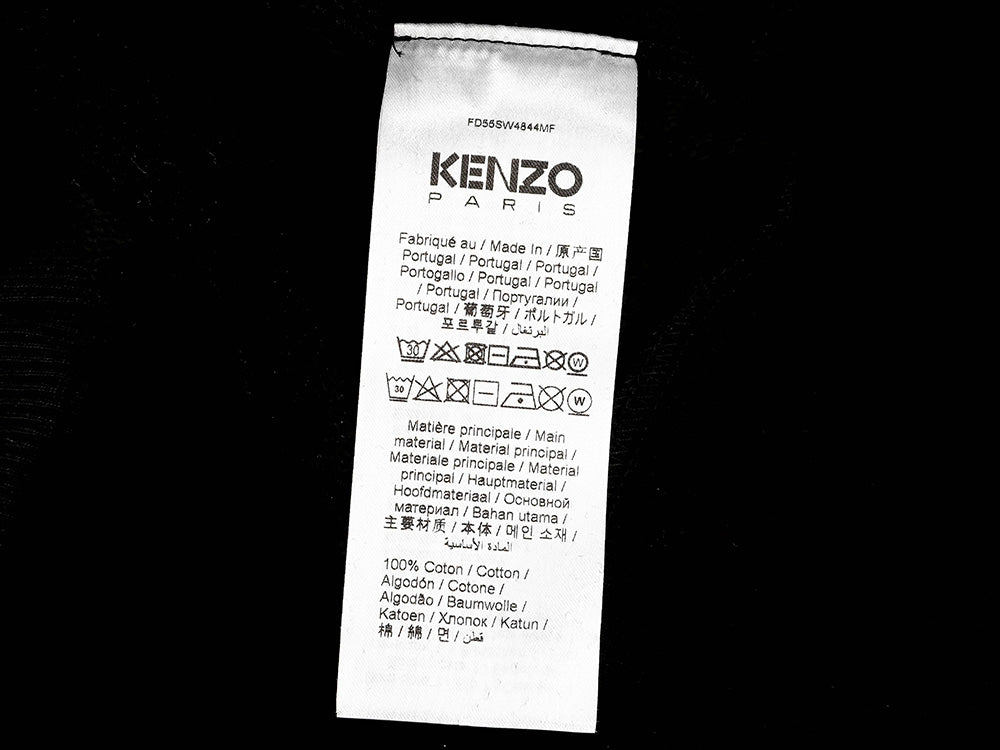 FD56SW4844MF
KENZO
PARIS
Fabriqué au / Made In / 原产国
Portugal / Portugal / Portugal /
Portogallo / Portugal / Portugal
/ Portugal / Португалии /
Portugal / 葡萄牙 / ポルトガル /
포르투갈 / البرتغال
30 W
30 W
Matière principale / Main
material / Material principal /
Materiale principale / Material
principal / Hauptmaterial /
Hoofdmateriaal / Основной
материал / Bahan utama /
主要材质 / 本体 / 메인 소재 /
المادة الأساسية
100% Coton / Cotton /
Algodón / Cotone /
Algodão / Baumwolle /
Katoen / Хлопок / Katun /
棉 / 綿 / 면 / قطن